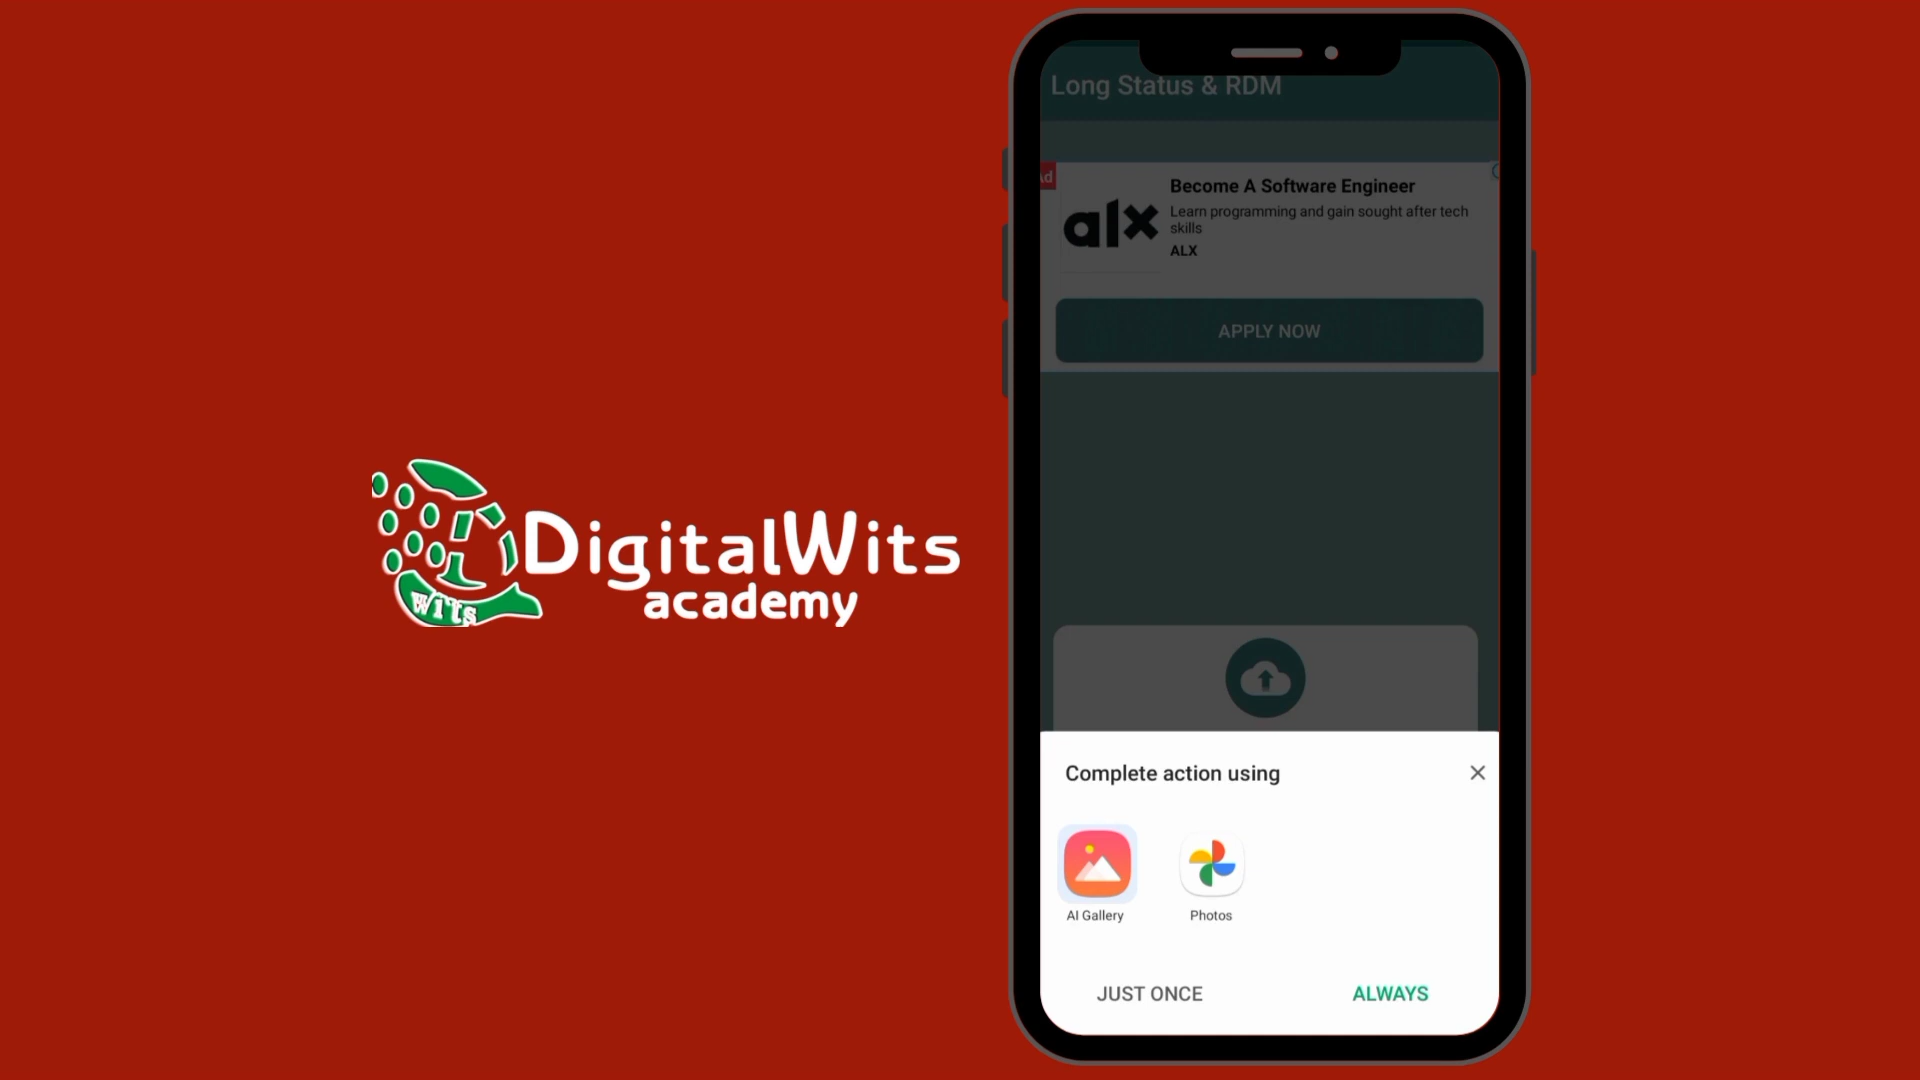 wits
DigitalWits
academy
Long Status & RDM
Ad
Become A Software Engineer
alx
Learn programming and gain sought after tech
skills
ALX
APPLY NOW
Complete action using
AI Gallery
Photos
JUST ONCE
ALWAYS